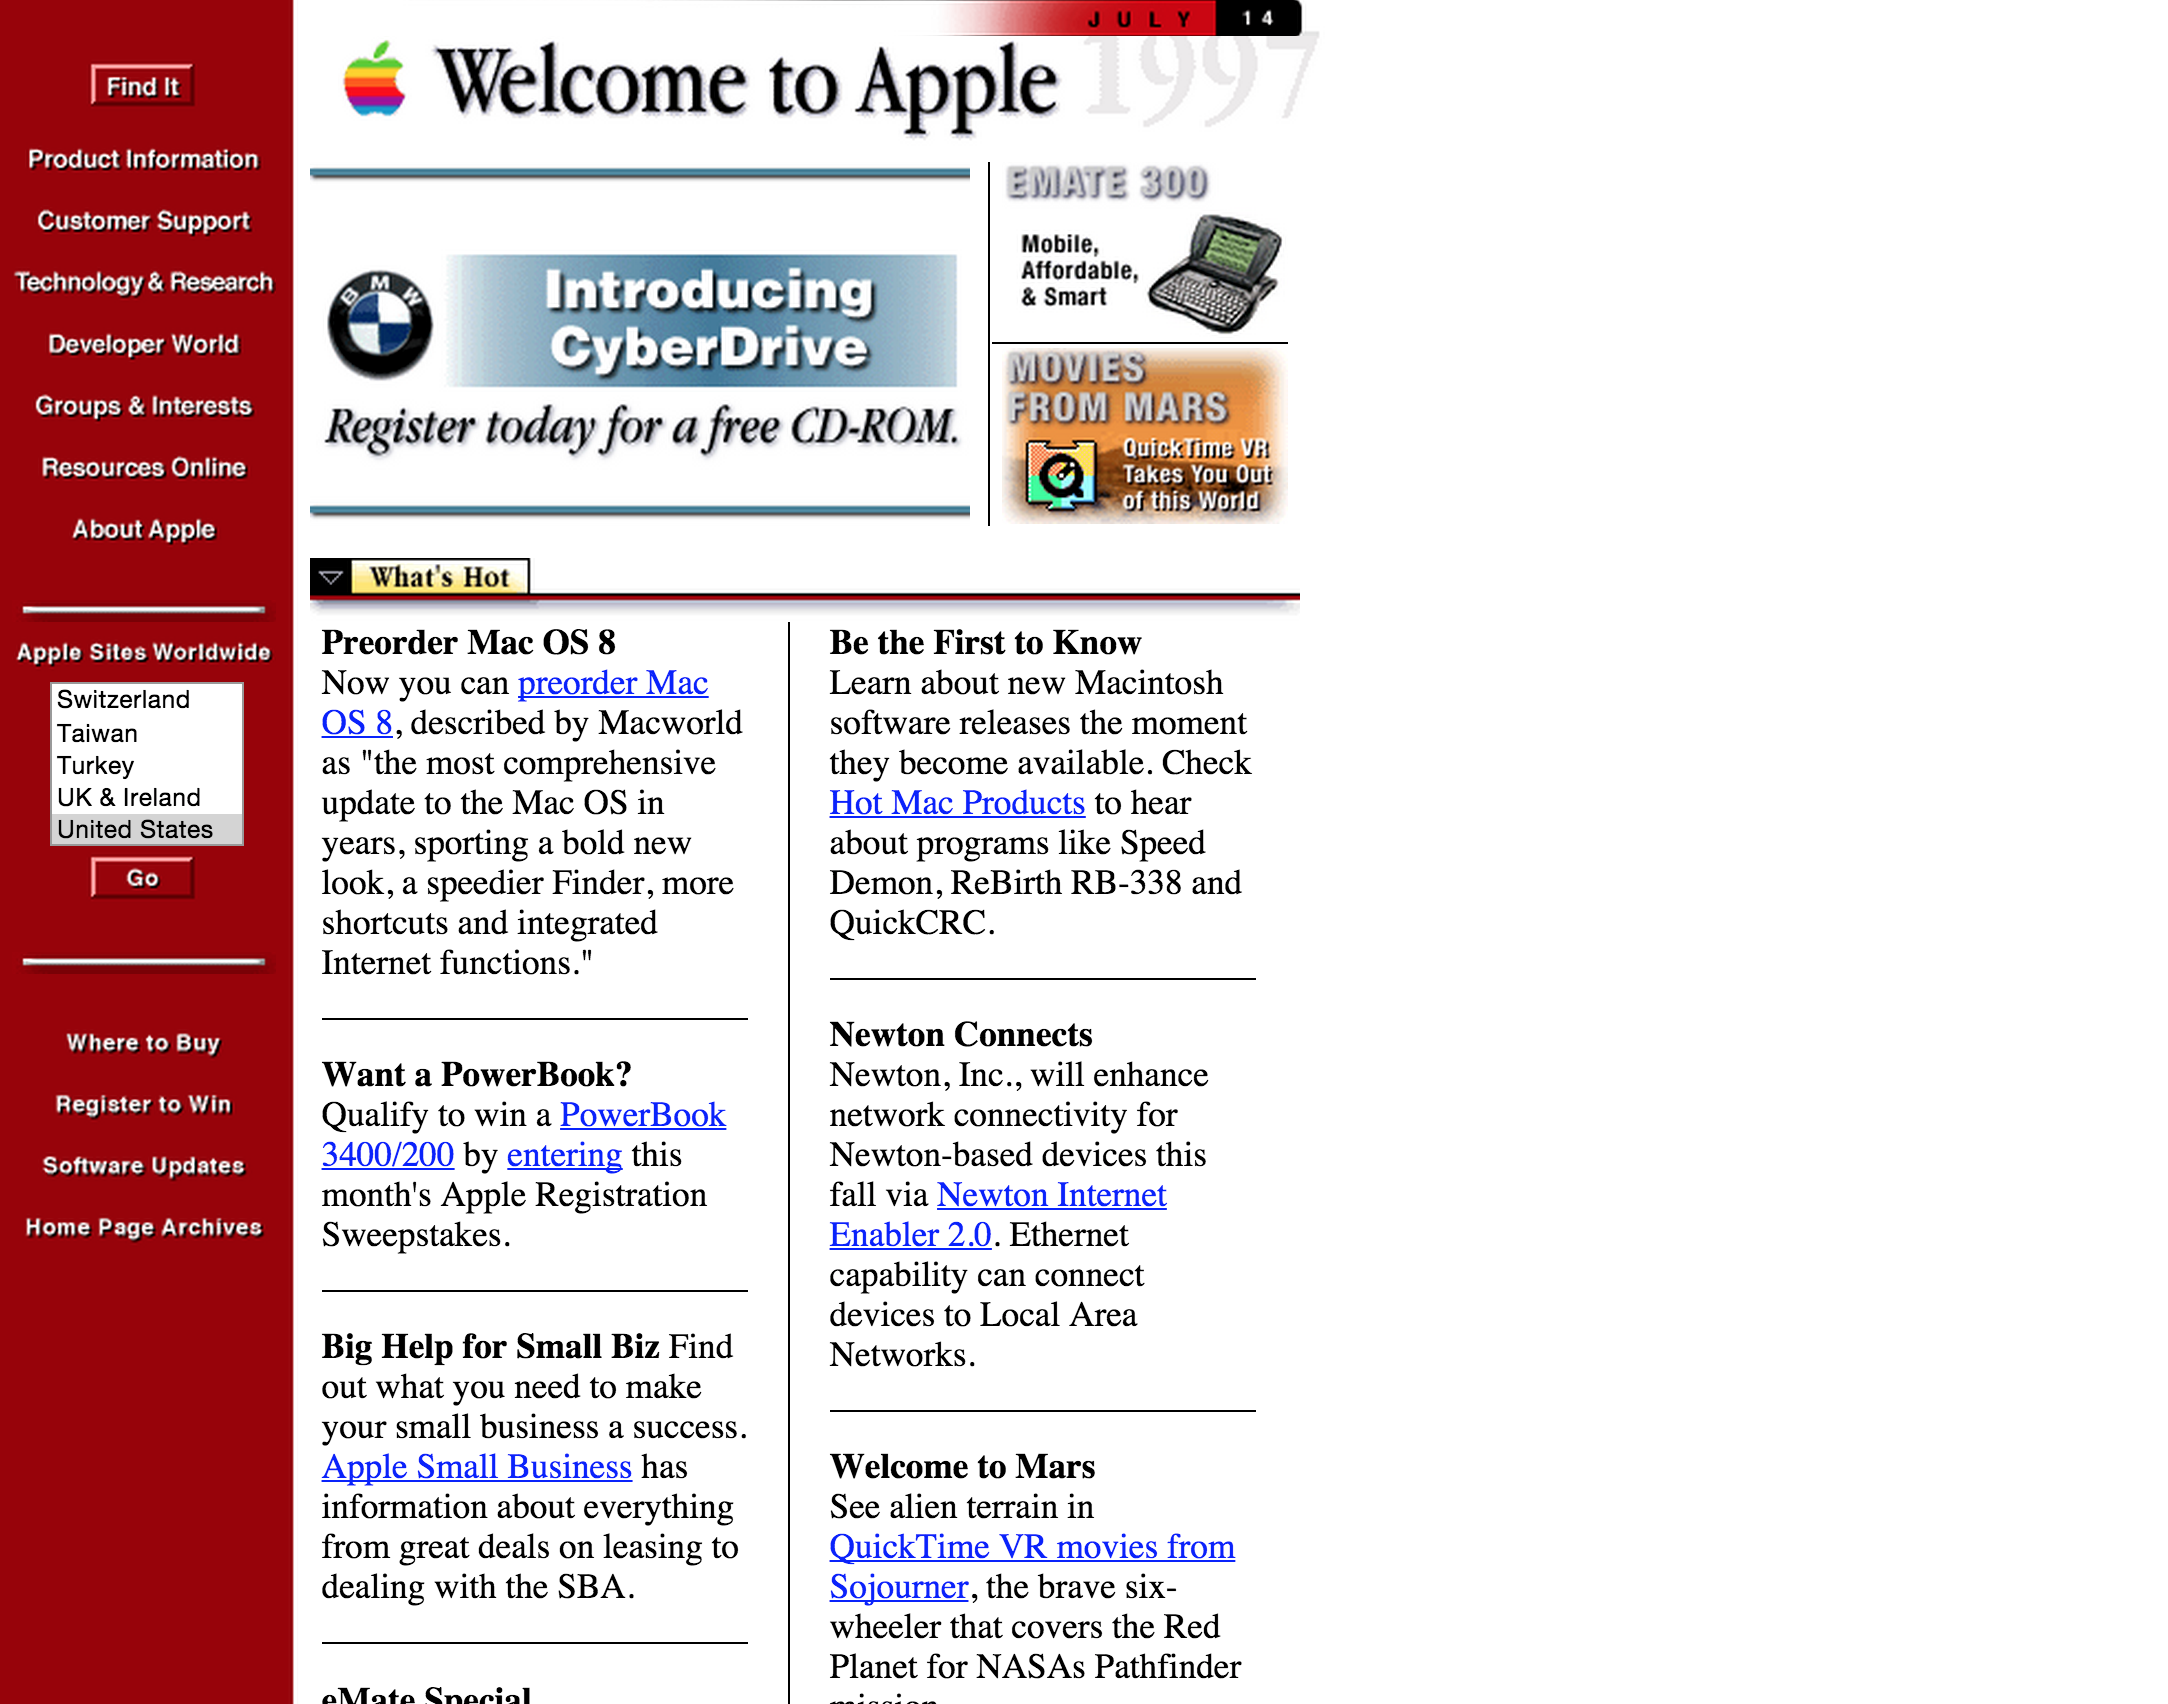 JULY 14
Welcome to Apple 1997
Find It
Product Information
Customer Support
Technology & Research
Developer World
Groups & Interests
Resources Online
About Apple
Apple Sites Worldwide
Switzerland
Taiwan
Turkey
UK & Ireland
United States
Go
Where to Buy
Register to Win
Software Updates
Home Page Archives
BMW
Introducing
CyberDrive
Register today for a free CD-ROM.
EMATE 300
Mobile,
Affordable,
& Smart
MOVIES
FROM MARS
QuickTime VR
Takes You Out
of this World
What's Hot
Preorder Mac OS 8
Now you can preorder Mac
OS 8, described by Macworld
as "the most comprehensive
update to the Mac OS in
years, sporting a bold new
look, a speedier Finder, more
shortcuts and integrated
Internet functions."
Want a PowerBook?
Qualify to win a PowerBook
3400/200 by entering this
month's Apple Registration
Sweepstakes.
Big Help for Small Biz Find
out what you need to make
your small business a success.
Apple Small Business has
information about everything
from great deals on leasing to
dealing with the SBA.
eMate Special
Be the First to Know
Learn about new Macintosh
software releases the moment
they become available. Check
Hot Mac Products to hear
about programs like Speed
Demon, ReBirth RB-338 and
QuickCRC.
Newton Connects
Newton, Inc., will enhance
network connectivity for
Newton-based devices this
fall via Newton Internet
Enabler 2.0. Ethernet
capability can connect
devices to Local Area
Networks.
Welcome to Mars
See alien terrain in
QuickTime VR movies from
Sojourner, the brave six-
wheeler that covers the Red
Planet for NASAs Pathfinder
mission